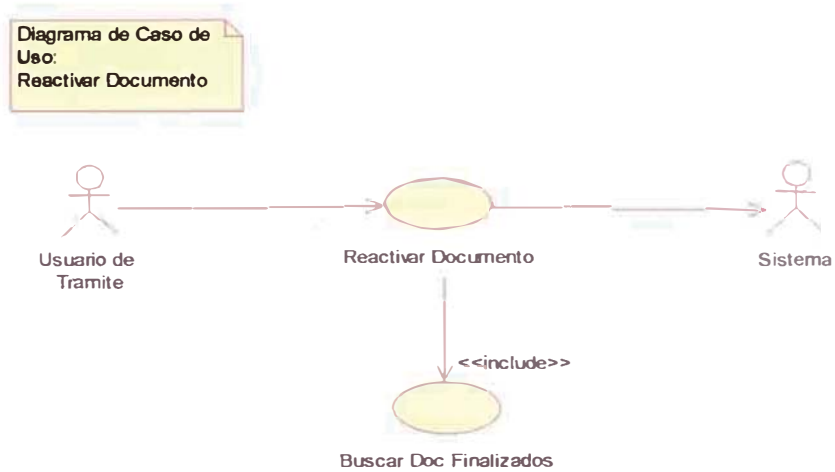 Diagrama de Caso de
Uso:
Reactivar Documento
Usuario de
Tramite
Reactivar Documento
Sistema
<<include>>
Buscar Doc Finalizados